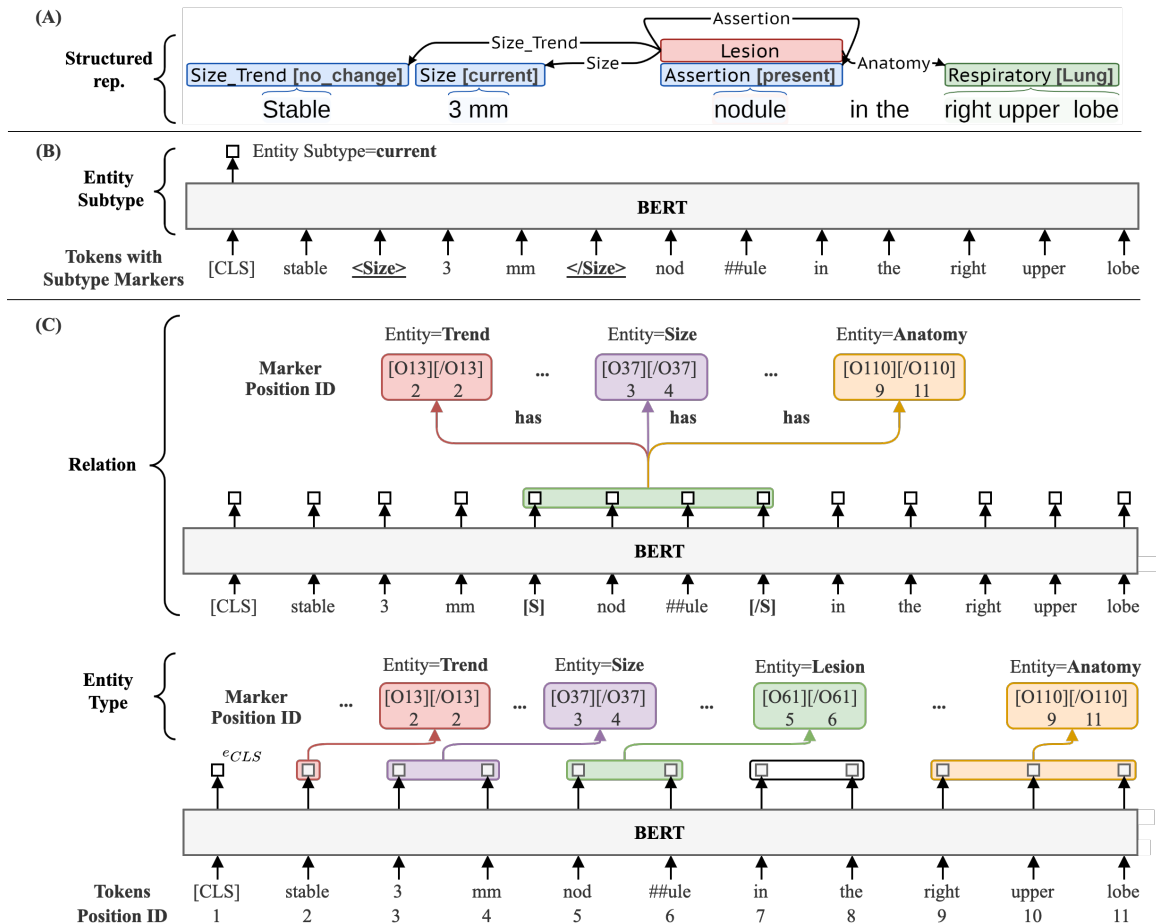 (A)
Structured rep.
Assertion
Size_Trend
Size
Lesion
Anatomy
Size_Trend [no_change] Size [current] Assertion [present] Respiratory [Lung]
Stable 3 mm nodule in the right upper lobe
(B)
Entity Subtype
Entity Subtype=current
BERT
Tokens with Subtype Markers
[CLS] stable <Size> 3 mm </Size> nod ##ule in the right upper lobe
(C)
Relation
Entity=Trend Entity=Size Entity=Anatomy
Marker Position ID
[O13][/O13] ... [O37][/O37] ... [O110][/O110]
2 2 3 4 9 11
has has has
BERT
[CLS] stable 3 mm [S] nod ##ule [/S] in the right upper lobe
Entity Type
Entity=Trend Entity=Size Entity=Lesion Entity=Anatomy
Marker Position ID
... [O13][/O13] ... [O37][/O37] ... [O61][/O61] ... [O110][/O110]
2 2 3 4 5 6 9 11
eCLS
BERT
Tokens [CLS] stable 3 mm nod ##ule in the right upper lobe
Position ID 1 2 3 4 5 6 7 8 9 10 11